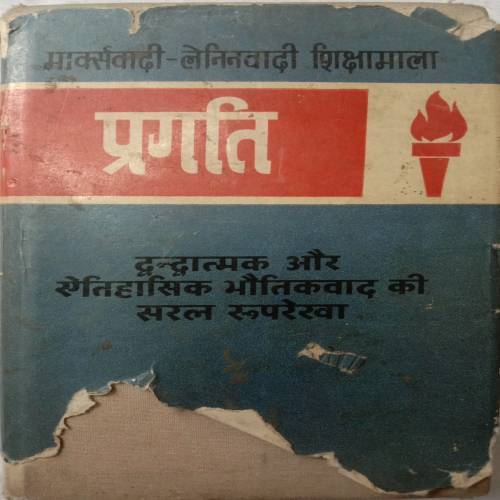 मार्क्सवादी-लेनिनवादी शिक्षामाला
प्रगति
द्वन्द्वात्मक और
ऐतिहासिक भौतिकवाद की
सरल रूपरेखा